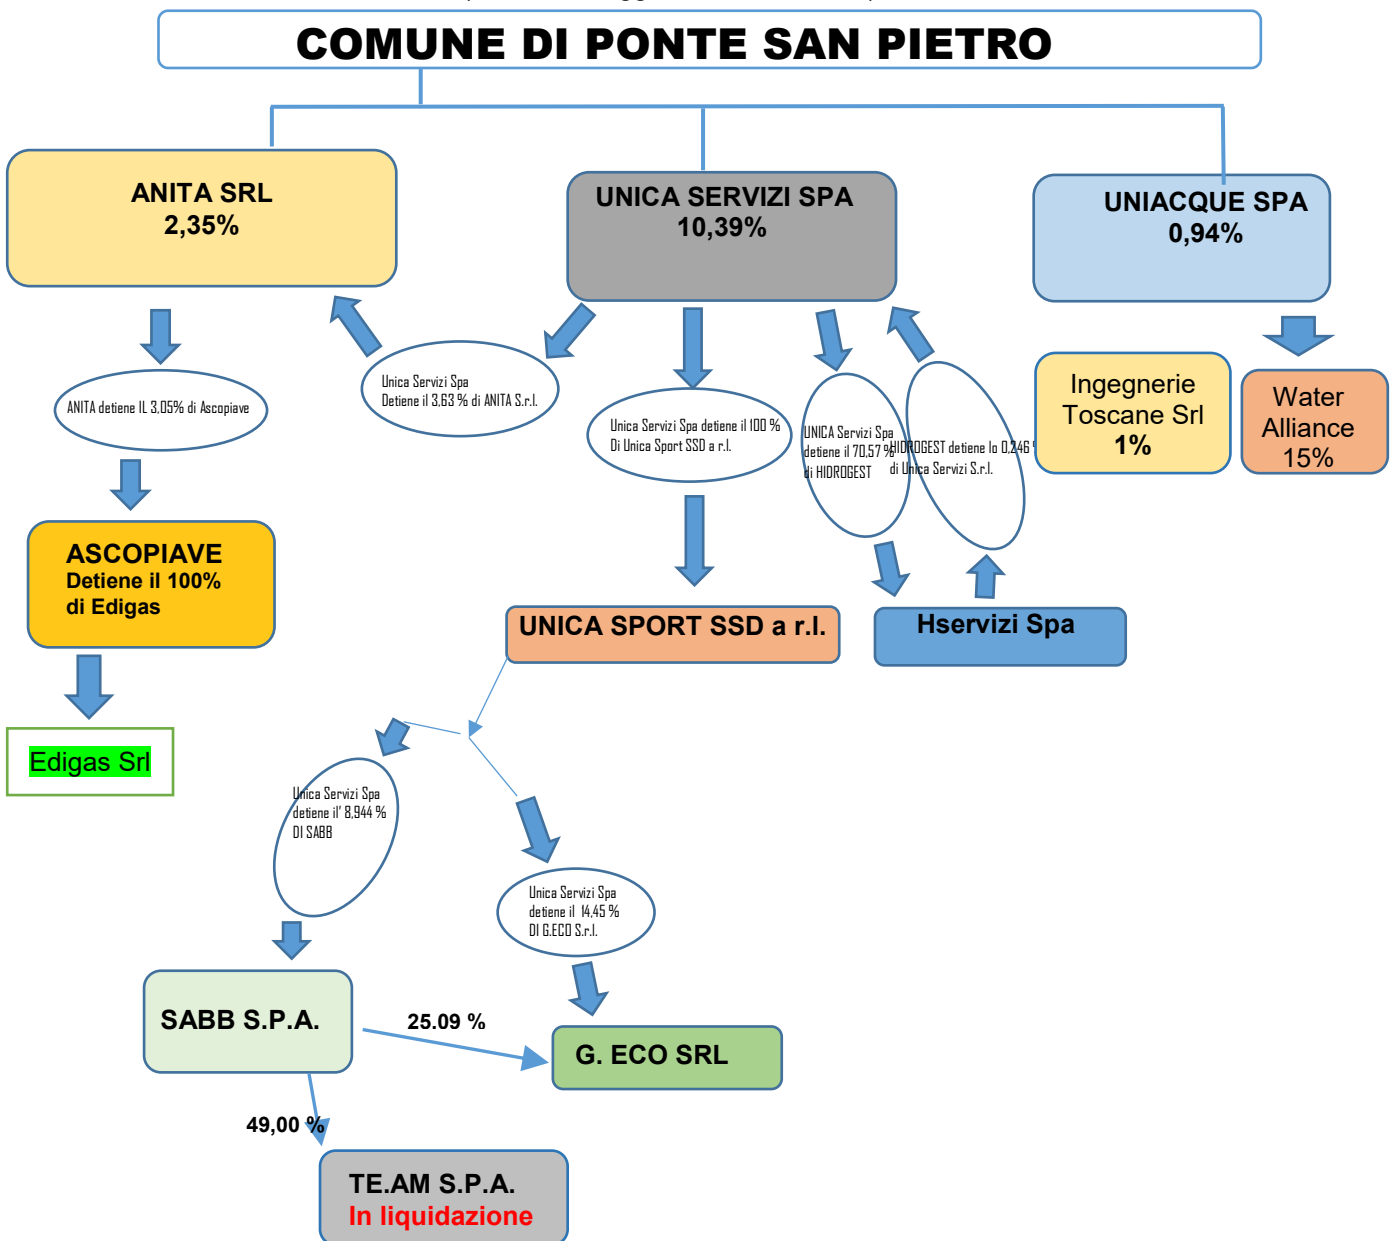 COMUNE DI PONTE SAN PIETRO
ANITA SRL
2,35%
UNICA SERVIZI SPA
10,39%
UNIACQUE SPA
0,94%
ANITA detiene IL 3,05% di Ascopiave
Unica Servizi Spa
Detiene il 3,63 % di ANITA S.r.l.
Unica Servizi Spa detiene il 100 %
Di Unica Sport SSD a r.l.
UNICA Servizi Spa
detiene il 70,57 %
di HIDROGEST
HIDROGEST detiene lo 0,246 %
di Unica Servizi S.r.l.
Ingegnerie
Toscane Srl
1%
Water
Alliance
15%
ASCOPIAVE
Detiene il 100%
di Edigas
UNICA SPORT SSD a r.l.
Hservizi Spa
Edigas Srl
Unica Servizi Spa
detiene il' 8,944 %
DI SABB
Unica Servizi Spa
detiene il 14,45 %
DI G.ECO S.r.l.
SABB S.P.A.
25.09 %
G. ECO SRL
49,00 %
TE.AM S.P.A.
In liquidazione